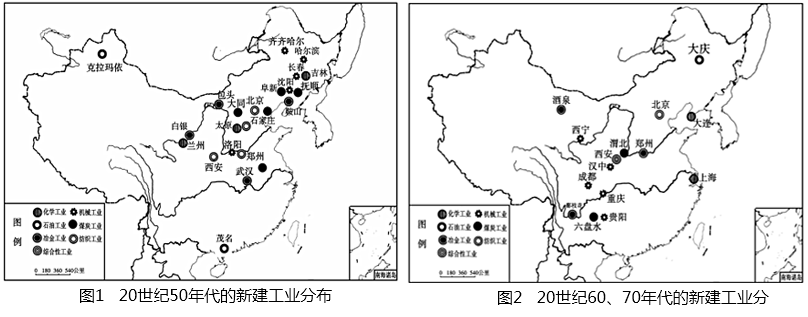 齐齐哈尔
哈尔滨
长春
吉林
沈阳
阜新
抚顺
鞍山
克拉玛依
包头
大同
北京
石家庄
太原
白银
兰州
洛阳
郑州
西安
武汉
茂名
图例
化学工业 机械工业
石油工业 煤炭工业
冶金工业 纺织工业
综合性工业
0 180 360 540公里
南海诸岛
图1 20世纪50年代的新建工业分布
大庆
酒泉
北京
大连
西宁
渭北
郑州
西安
汉中
上海
成都
重庆
六盘水
贵阳
图例
化学工业 机械工业
石油工业 煤炭工业
冶金工业 纺织工业
综合性工业
0 180 360 540公里
南海诸岛
图2 20世纪60、70年代的新建工业分